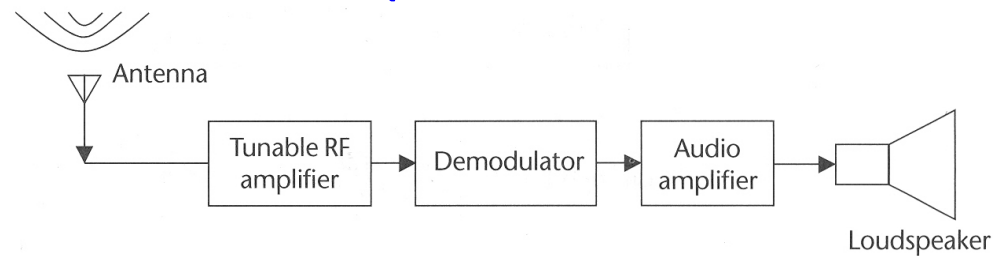 Antenna
Tunable RF
amplifier
Demodulator
Audio
amplifier
Loudspeaker